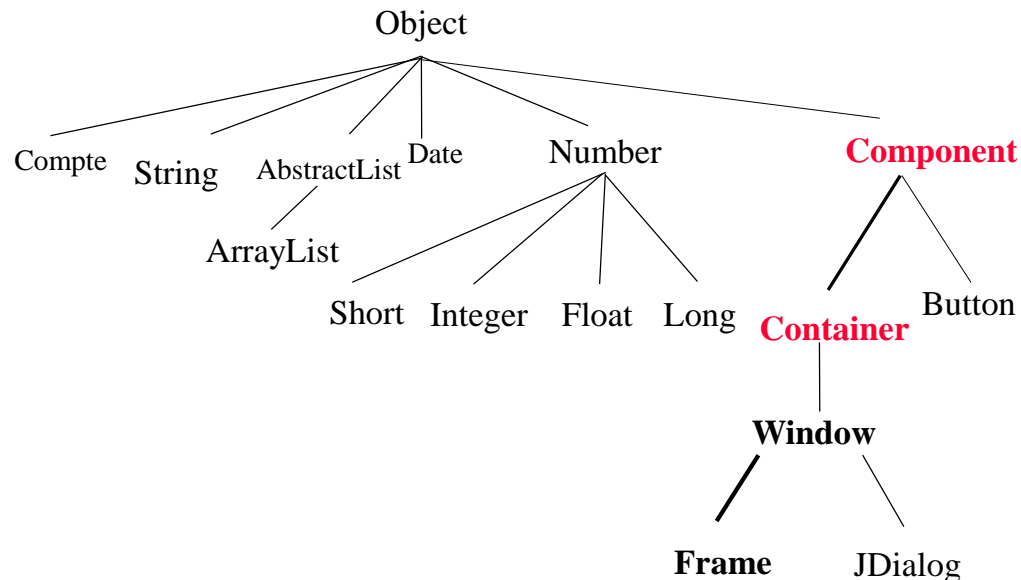 Object
Compte String AbstractList Date Number Component
ArrayList
Short Integer Float Long Container Button
Window
Frame JDialog